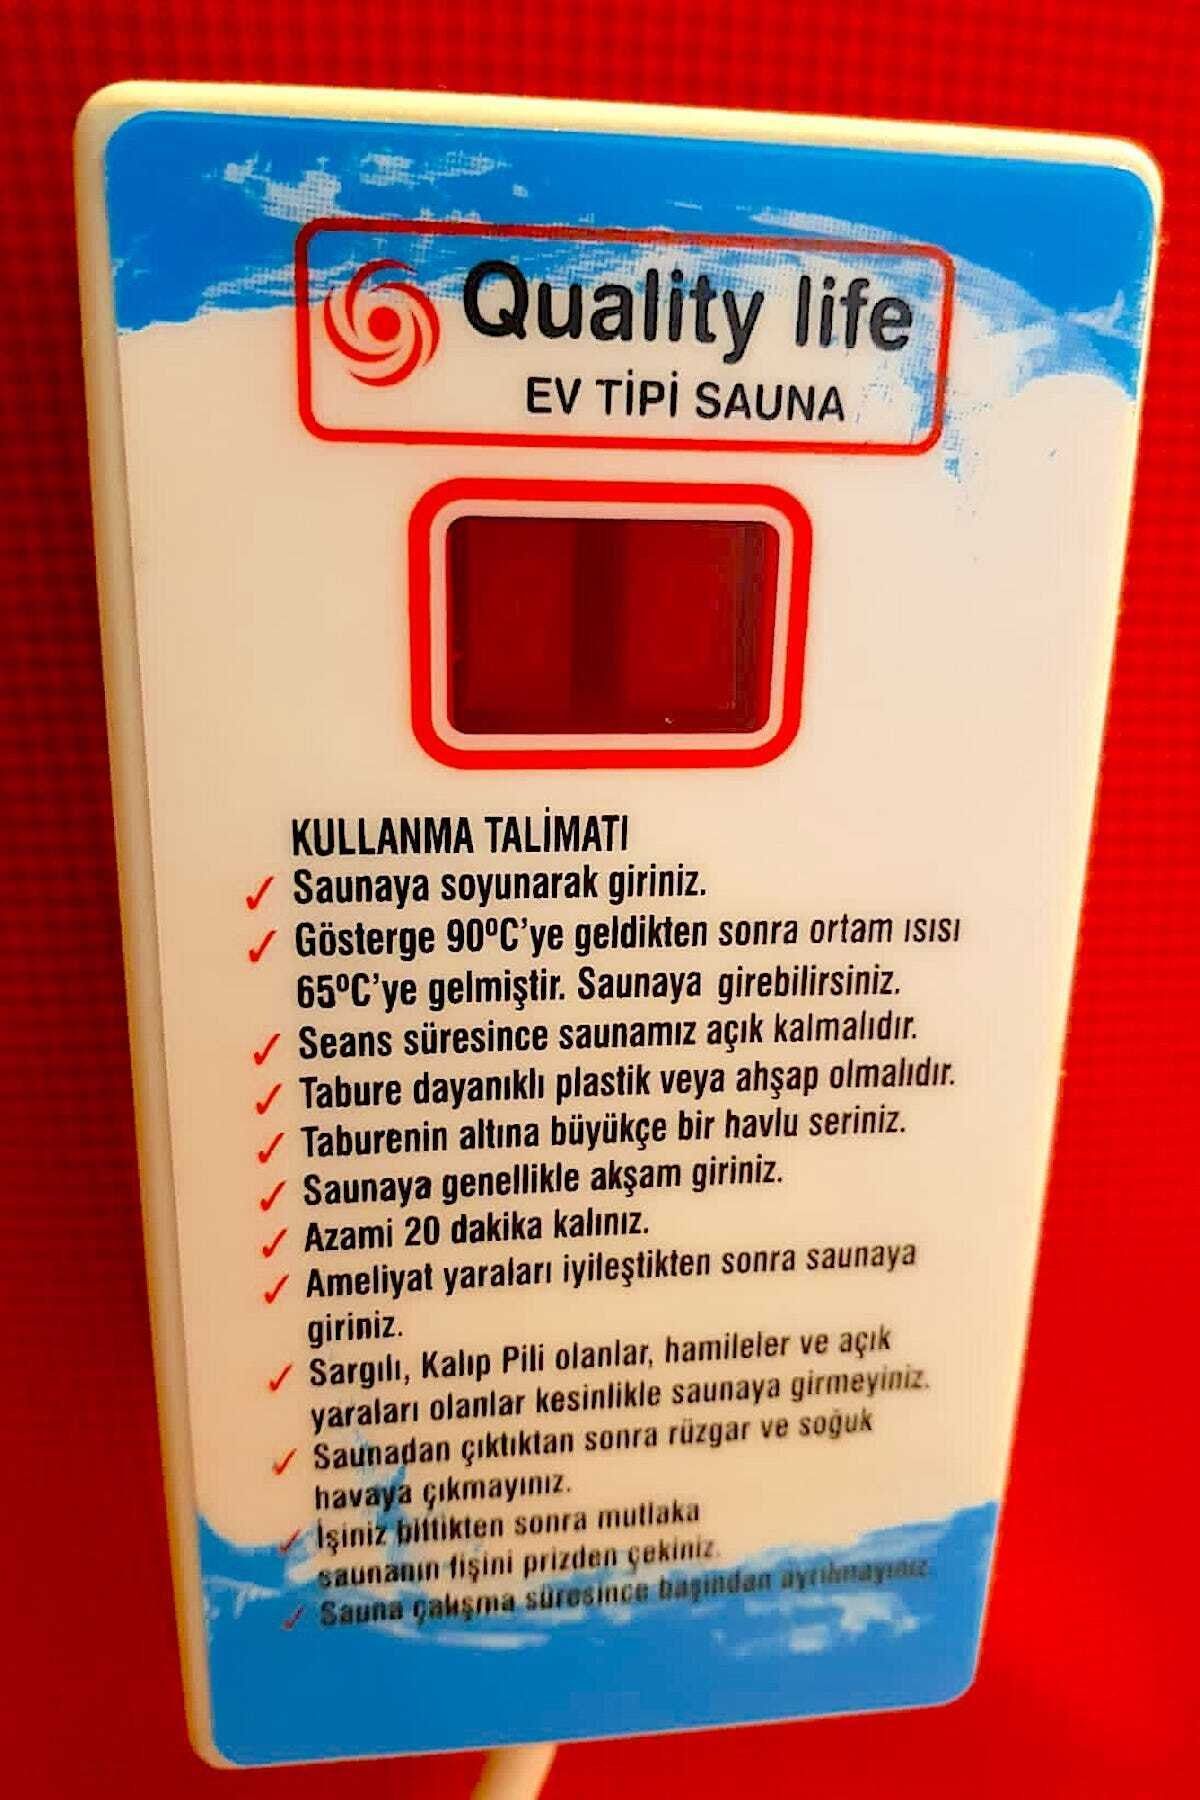 Quality life
EV TİPİ SAUNA
KULLANMA TALİMATI
✓ Saunaya soyunarak giriniz.
✓ Gösterge 90ºC'ye geldikten sonra ortam ısısı
65ºC'ye gelmiştir. Saunaya girebilirsiniz.
✓ Seans süresince saunamız açık kalmalıdır.
✓ Tabure dayanıklı plastik veya ahşap olmalıdır.
✓ Taburenin altına büyükçe bir havlu seriniz.
✓ Saunaya genellikle akşam giriniz.
✓ Azami 20 dakika kalınız.
✓ Ameliyat yaraları iyileştikten sonra saunaya
giriniz.
✓ Sargılı, Kalıp Pili olanlar, hamileler ve açık
yaraları olanlar kesinlikle saunaya girmeyiniz.
✓ Saunadan çıktıktan sonra rüzgar ve soğuk
havaya çıkmayınız.
✓ İşiniz bittikten sonra mutlaka
saunanın fişini prizden çekiniz.
✓ Sauna çalışma süresince başından ayrılmayınız.